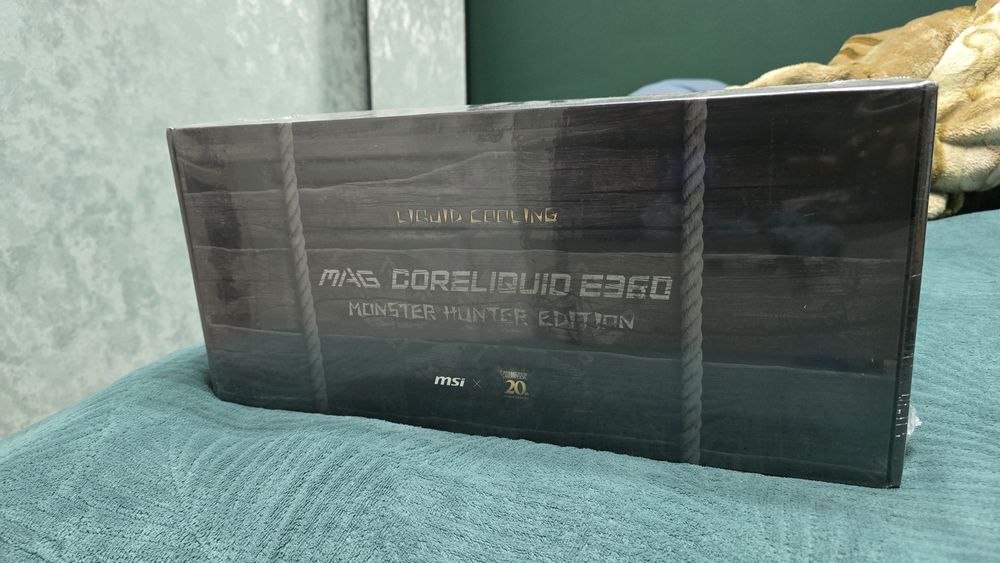 LIQUID COOLING
MAG CORELIQUID E360
MONSTER HUNTER EDITION
msi × 20